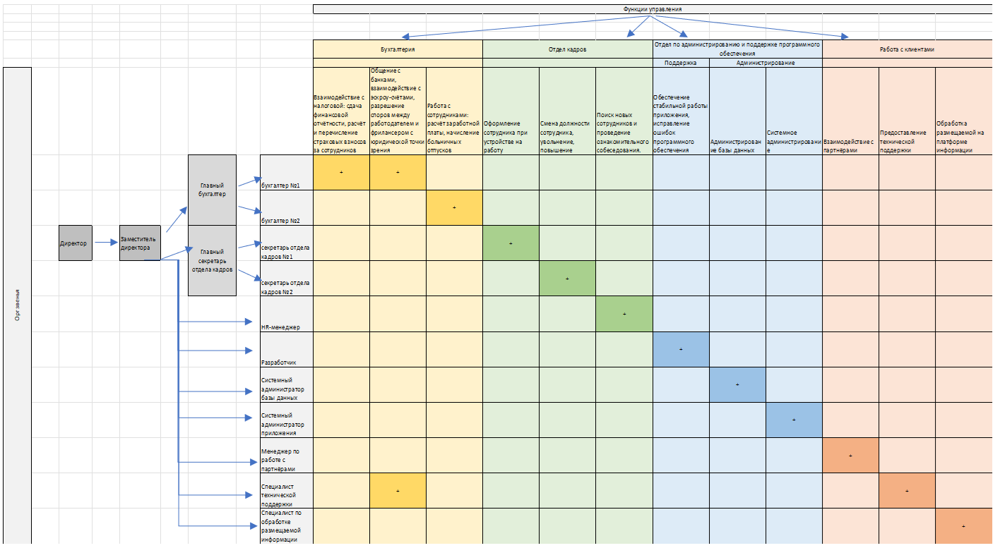 Функции управления
Бухгалтерия
Отдел кадров
Отдел по администрированию и поддержке программного
обеспечения
Работа с клиентами
Поддержка
Администрирование
Взаимодействие с
налоговой: сдача
финансовой
отчётности, расчёт
и перечисление
страховых взносов
за сотрудников
Общение с
банками,
взаимодействие с
эскроу-счётами,
разрешение
споров между
работодателем и
фрилансером с
юридической точки
зрения
Работа с
сотрудниками:
расчёт заработной
платы, начисление
больничных
отпусков
Оформление
сотрудника при
устройстве на
работу
Смена должности
сотрудника,
увольнение,
повышение
Поиск новых
сотрудников и
проведение
ознакомительного
собеседования.
Обеспечение
стабильной работы
приложения,
исправление
ошибок
программного
обеспечения
Администрирован
ие базы данных
Системное
администрировани
е
Взаимодействие с
партнёрами
Предоставление
технической
поддержки
Обработка
размещаемой на
платформе
информации
Оргзвенья
Директор
Заместитель
директора
Главный
бухгалтер
Главный
секретарь
отдела кадров
бухгалтер №1
+
+
бухгалтер №2
+
секретарь отдела
кадров №1
+
секретарь отдела
кадров №2
+
HR-менеджер
+
Разработчик
+
Системный
администратор
базы данных
+
Системный
администратор
приложения
+
Менеджер по
работе с
партнёрами
+
Специалист
технической
поддержки
+
+
Специалист по
обработке
размещаемой
информации
+